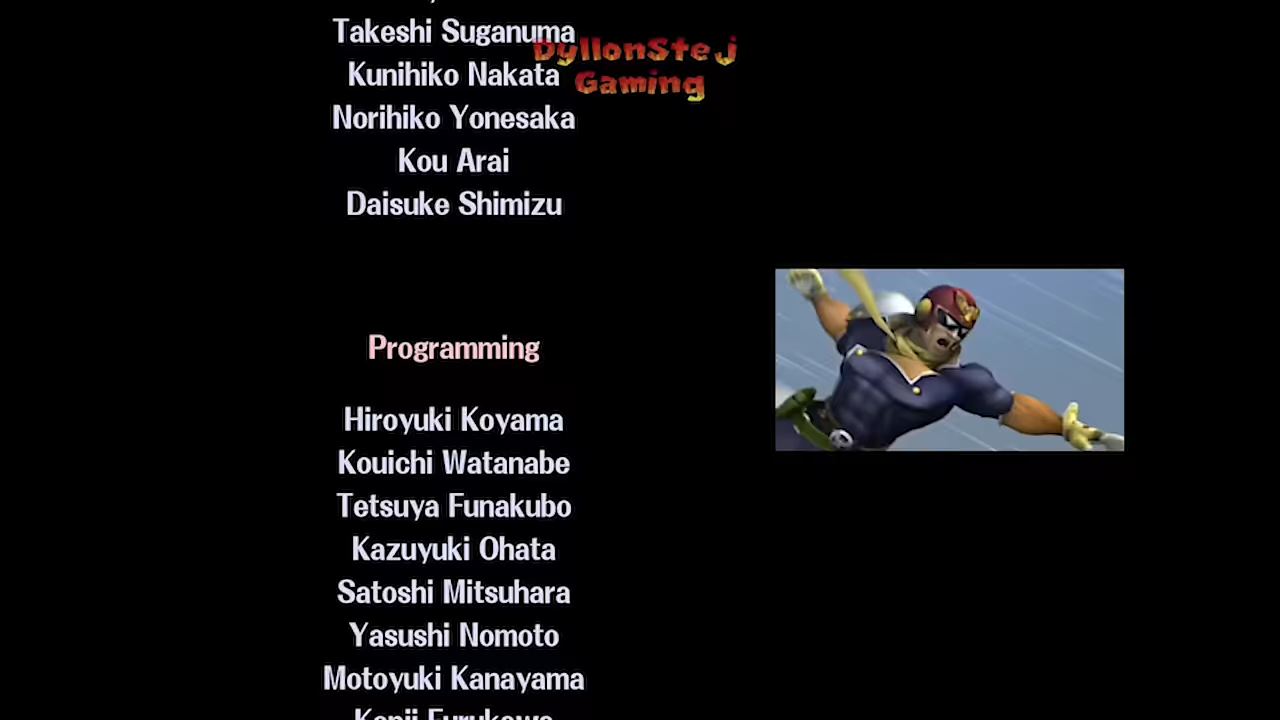 Takeshi Suganuma
DyllonStej
Gaming
Kunihiko Nakata
Norihiko Yonesaka
Kou Arai
Daisuke Shimizu
Programming
Hiroyuki Koyama
Kouichi Watanabe
Tetsuya Funakubo
Kazuyuki Ohata
Satoshi Mitsuhara
Yasushi Nomoto
Motoyuki Kanayama